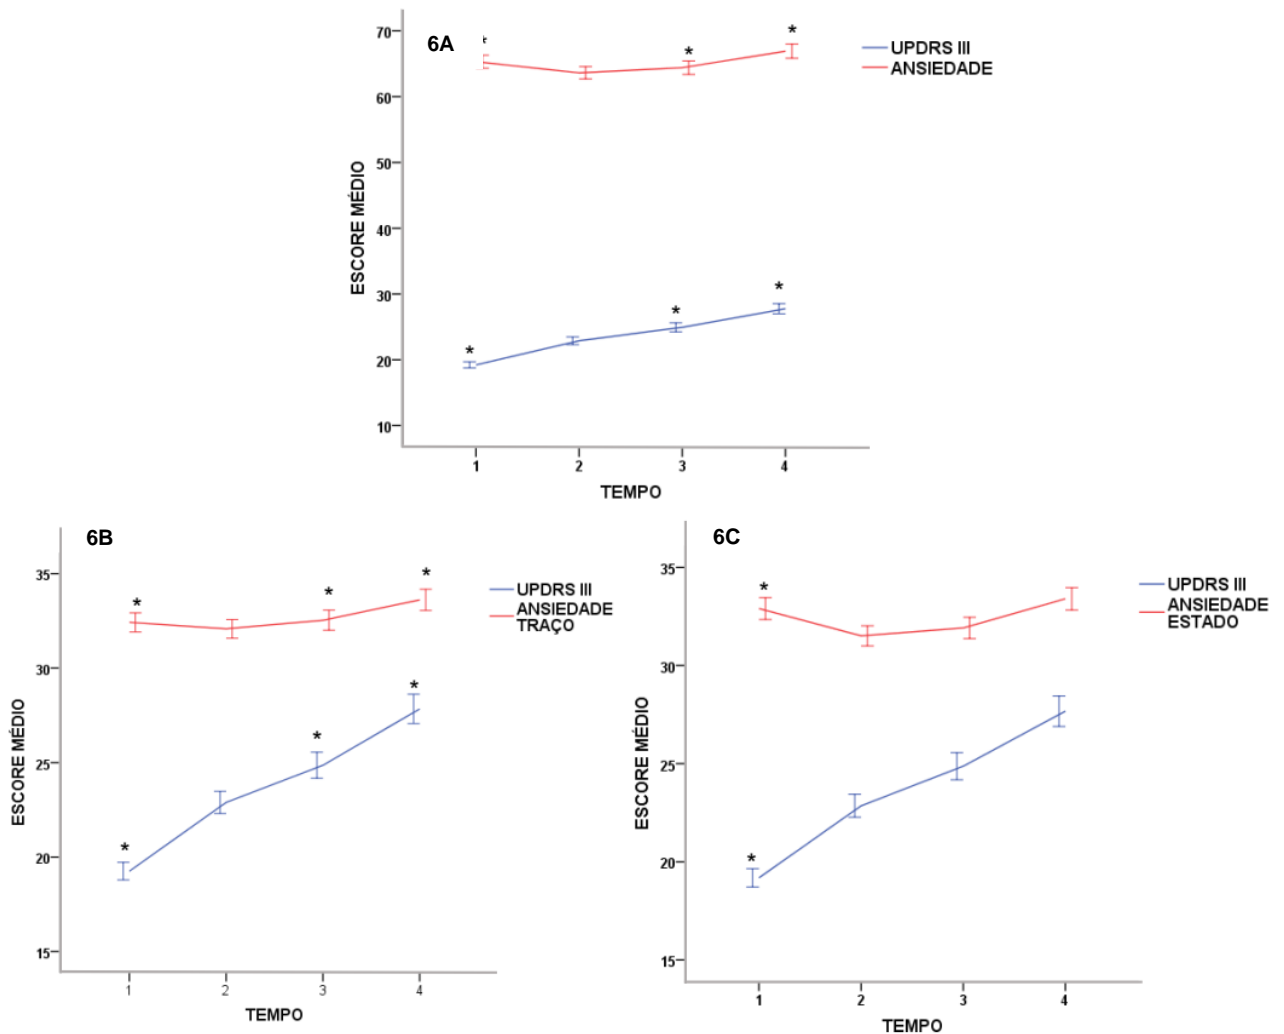 6A
*
*
*
UPDRS III
ANSIEDADE
70
60
50
40
30
20
10
ESCORE MÉDIO
*
*
*
1 2 3 4
TEMPO
6B
*
*
*
UPDRS III
ANSIEDADE
TRAÇO
35
30
25
20
15
ESCORE MÉDIO
*
*
*
1 2 3 4
TEMPO
6C
*
UPDRS III
ANSIEDADE
ESTADO
35
30
25
20
15
ESCORE MÉDIO
*
1 2 3 4
TEMPO